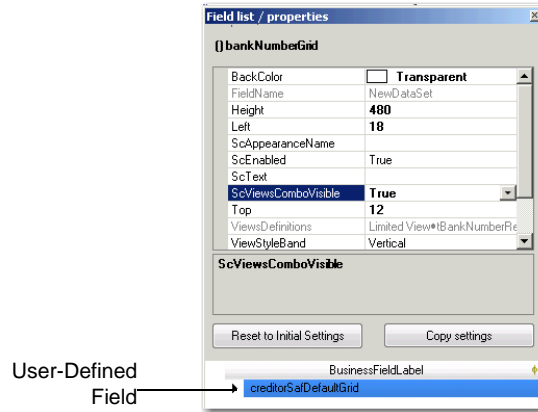 Field list / properties
() bankNumberGrid
BackColor Transparent
FieldName NewDataSet
Height 480
Left 18
ScAppearanceName
ScEnabled True
ScText
ScViewsComboVisible True
Top 12
ViewsDefinitions Limited View•tBankNumberRe
ViewStyleBand Vertical
ScViewsComboVisible
Reset to Initial Settings Copy settings
BusinessFieldLabel
User-Defined
Field
creditorSafDefaultGrid